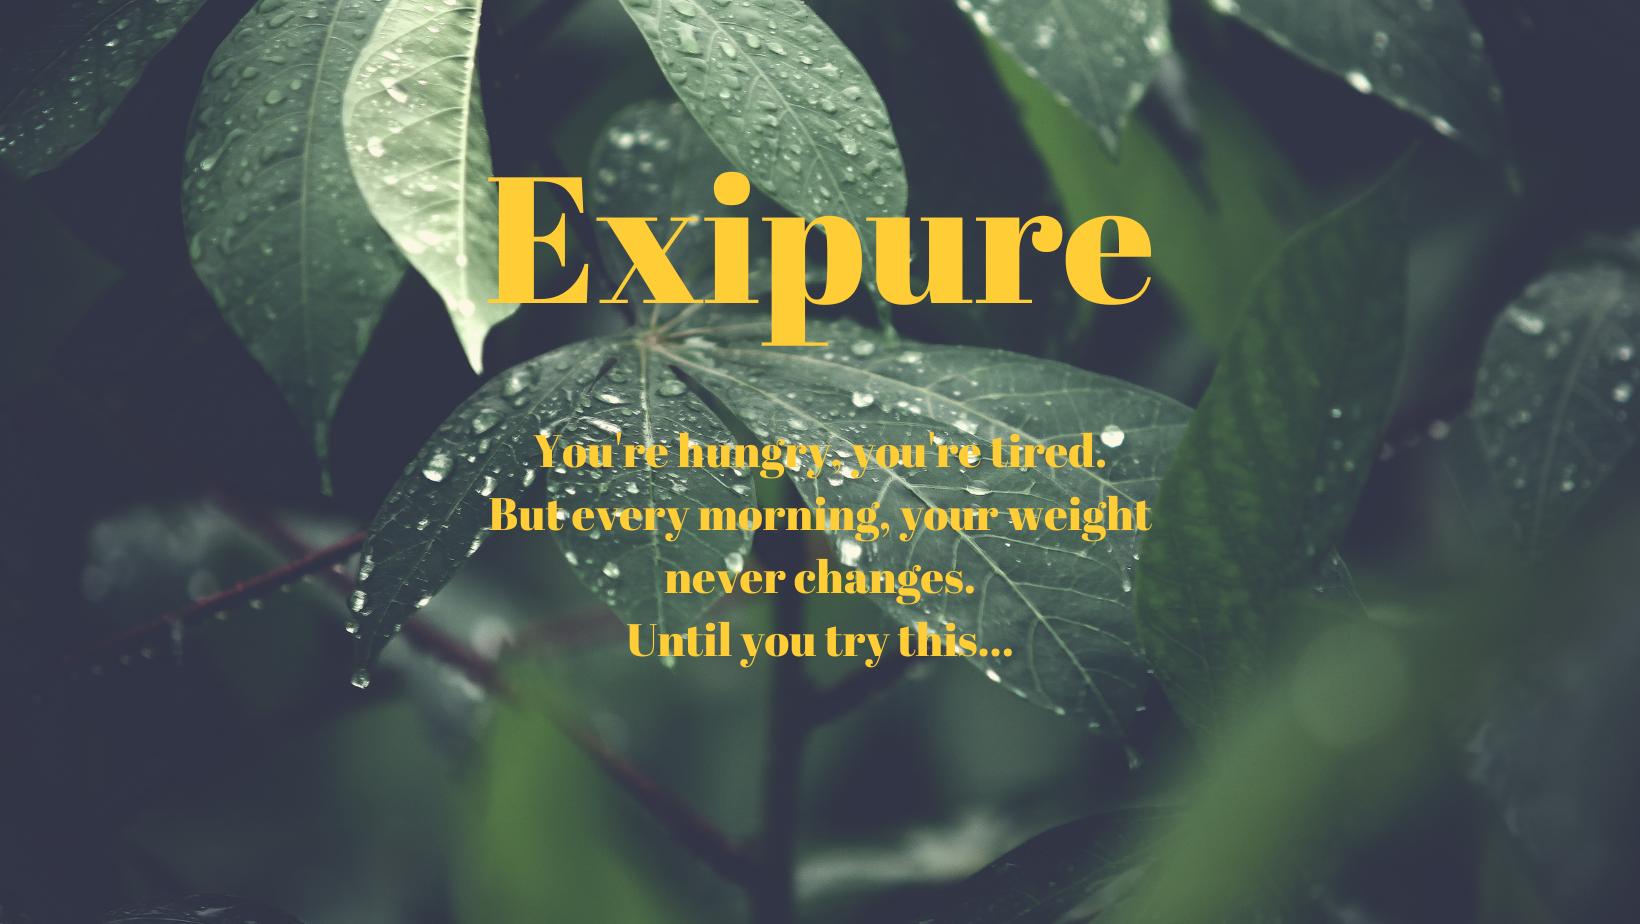 Exipure
You're hungry, you're tired.
But every morning, your weight
never changes.
Until you try this...